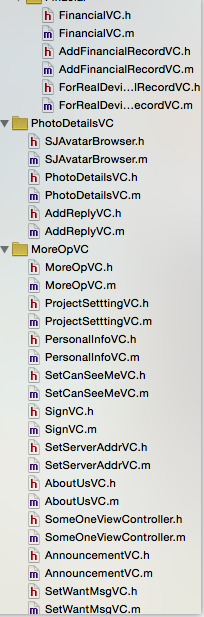 FinancialVC.h
FinancialVC.m
AddFinancialRecordVC.h
AddFinancialRecordVC.m
ForRealDevi...lRecordVC.h
ForRealDevi...ecordVC.m
PhotoDetailsVC
SJAvatarBrowser.h
SJAvatarBrowser.m
PhotoDetailsVC.h
PhotoDetailsVC.m
AddReplyVC.h
AddReplyVC.m
MoreOpVC
MoreOpVC.h
MoreOpVC.m
ProjectSetttingVC.h
ProjectSetttingVC.m
PersonalInfoVC.h
PersonalInfoVC.m
SetCanSeeMeVC.h
SetCanSeeMeVC.m
SignVC.h
SignVC.m
SetServerAddrVC.h
SetServerAddrVC.m
AboutUsVC.h
AboutUsVC.m
SomeOneViewController.h
SomeOneViewController.m
AnnouncementVC.h
AnnouncementVC.m
SetWantMsgVC.h
SetWantMsgVC.m